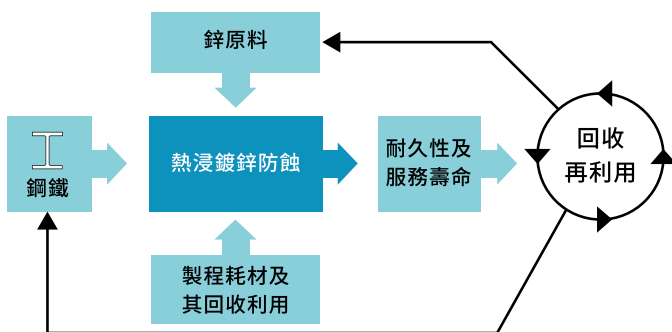 鋅原料
鋼鐵
熱浸鍍鋅防蝕
耐久性及
服務壽命
回收
再利用
製程耗材及
其回收利用